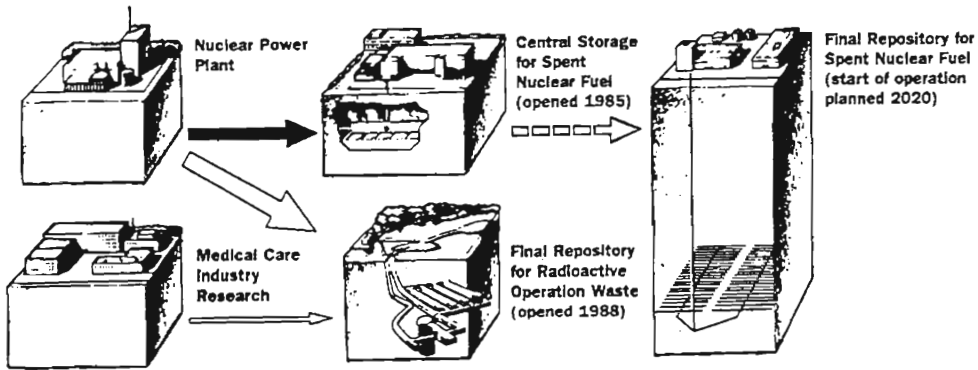 Nuclear Power
Plant
Central Storage
for Spent
Nuclear Fuel
(opened 1985)
Final Repository for
Spent Nuclear Fuel
(start of operation
planned 2020)
Medical Care
Industry
Research
Final Repository
for Radioactive
Operation Waste
(opened 1988)